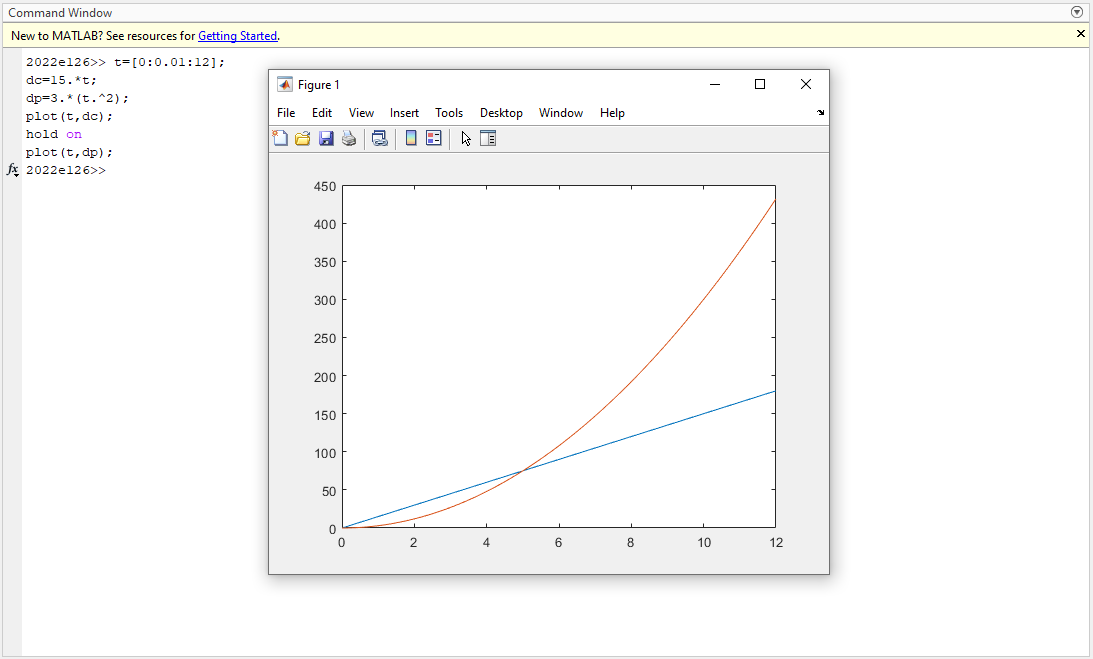 Command Window
New to MATLAB? See resources for Getting Started.
2022e126>> t=[0:0.01:12];
dc=15.*t;
dp=3.*(t.^2);
plot(t,dc);
hold on
plot(t,dp);
fx 2022e126>>
Figure 1
File Edit View Insert Tools Desktop Window Help
450
400
350
300
250
200
150
100
50
0
0 2 4 6 8 10 12